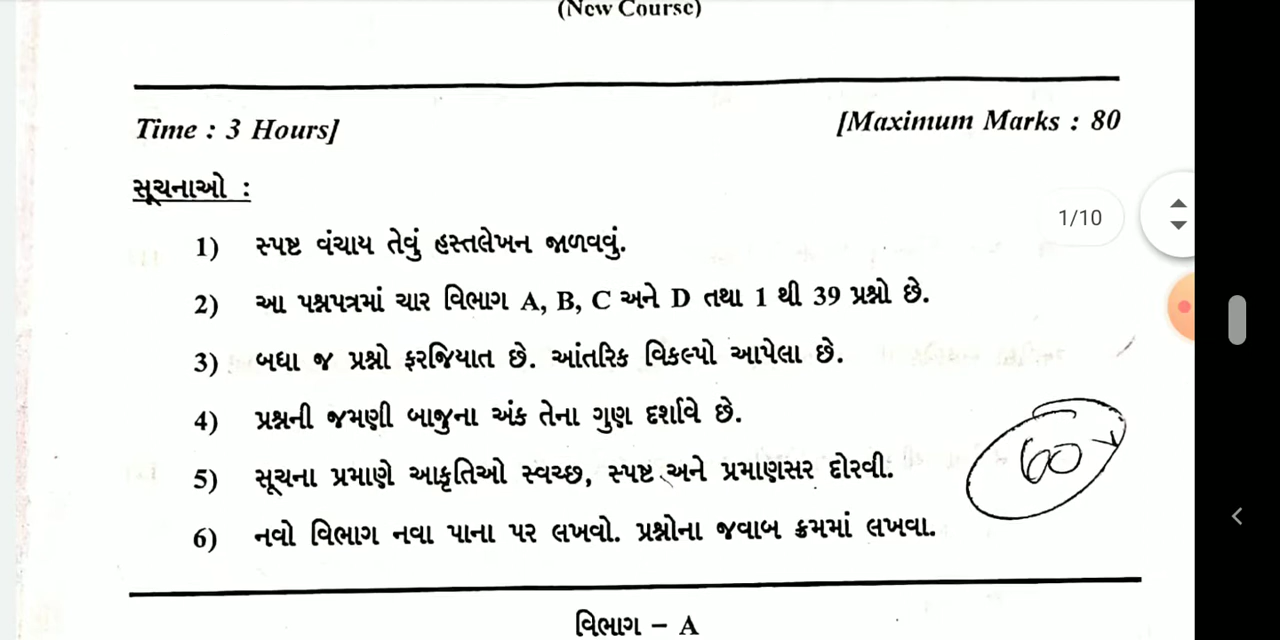 (New Course)
Time : 3 Hours]
[Maximum Marks : 80
સૂચનાઓ :
1/10
1) સ્પષ્ટ વંચાય તેવું હસ્તલેખન જાળવવું.
2) આ પશ્નપત્રમાં ચાર વિભાગ A, B, C અને D તથા 1 થી 39 પ્રશ્નો છે.
3) બધા જ પ્રશ્નો ફરજિયાત છે. આંતરિક વિકલ્પો આપેલા છે.
4) પ્રશ્નની જમણી બાજુના અંક તેના ગુણ દર્શાવે છે.
5) સૂચના પ્રમાણે આકૃતિઓ સ્વચ્છ, સ્પષ્ટ અને પ્રમાણસર દોરવી.
60
6) નવો વિભાગ નવા પાના પર લખવો. પ્રશ્નોના જવાબ ક્રમમાં લખવા.
વિભાગ – A